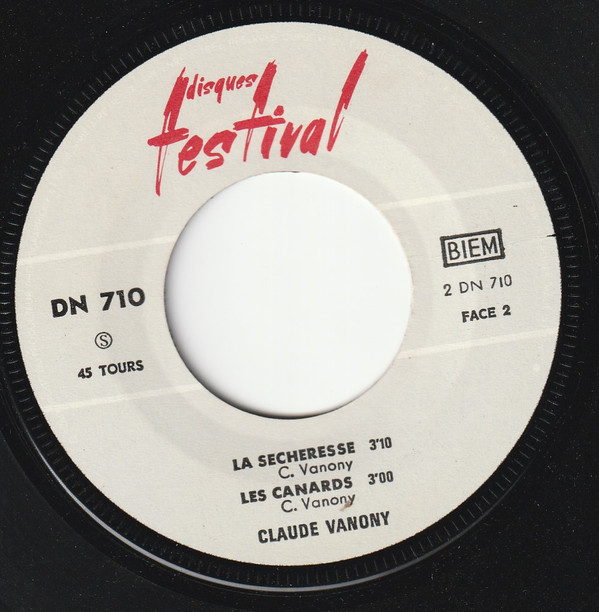 disques
festival
BIEM
DN 710
2 DN 710
Ⓢ
FACE 2
45 TOURS
LA SECHERESSE 3'10
C. Vanony
LES CANARDS 3'00
C. Vanony
CLAUDE VANONY